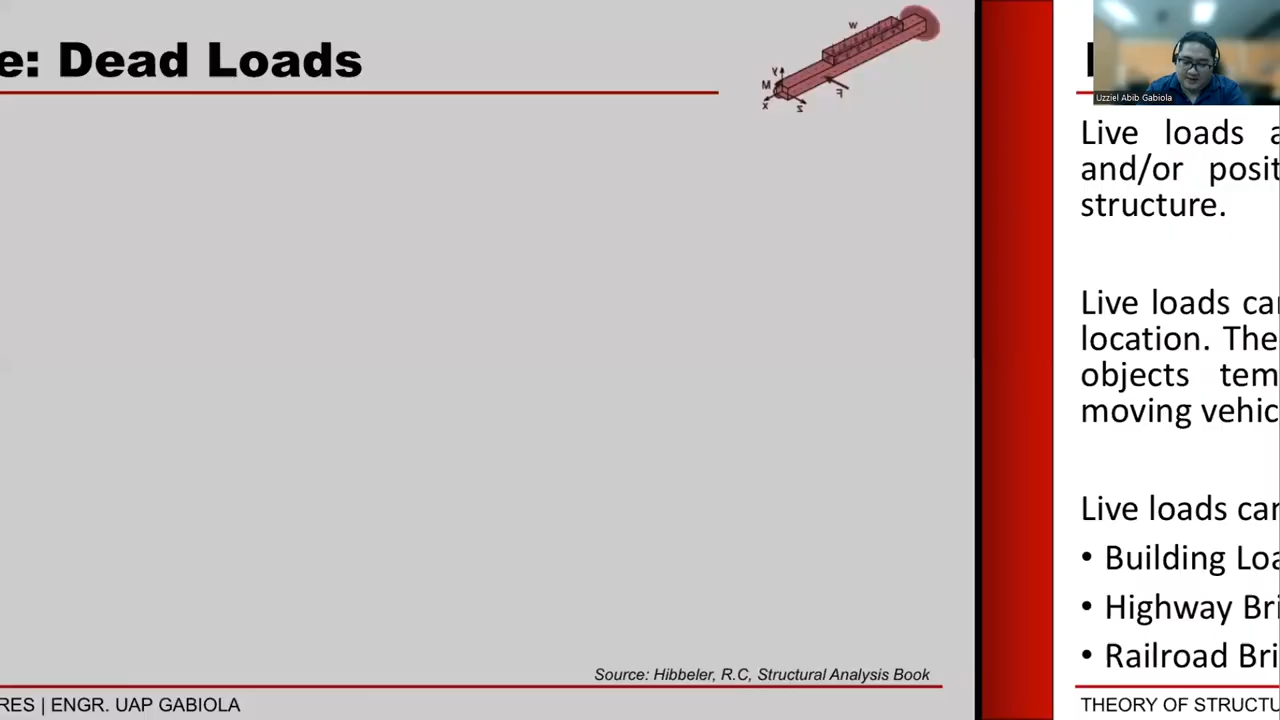 e: Dead Loads
w
y
M
x
z
F
Source: Hibbeler, R.C, Structural Analysis Book
RES | ENGR. UAP GABIOLA
Uzziel Abib Gabiola
Live loads a
and/or posit
structure.
Live loads car
location. The
objects tem
moving vehic
Live loads car
• Building Loa
• Highway Bri
• Railroad Bri
THEORY OF STRUCTU